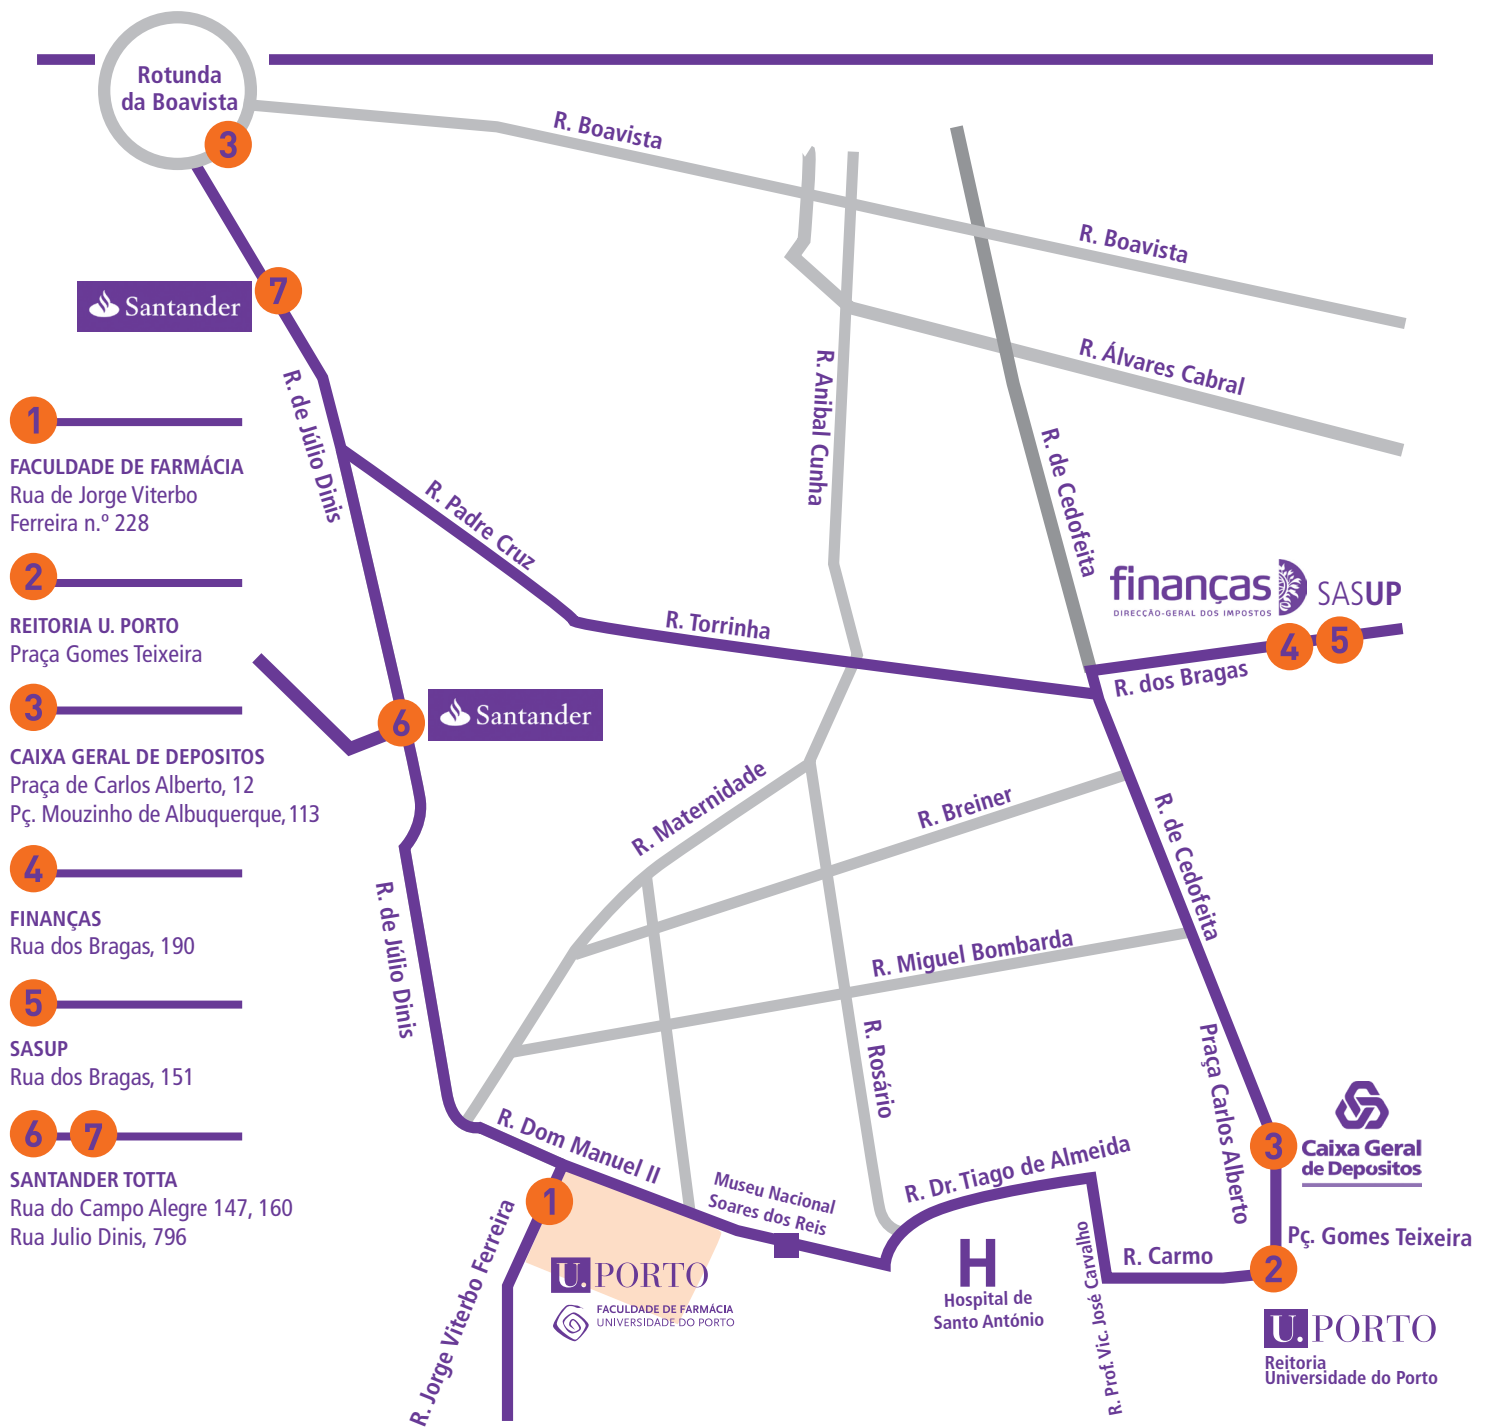 Rotunda
da Boavista
3
R. Boavista
R. Boavista
R. Álvares Cabral
7
Santander
R. de Júlio Dinis
R. Padre Cruz
R. Anibal Cunha
R. de Cedofeita
finanças
DIRECÇÃO-GERAL DOS IMPOSTOS
SASUP
4
5
R. Torrinha
R. dos Bragas
6
Santander
R. Maternidade
R. Breiner
R. de Cedofeita
R. de Júlio Dinis
R. Miguel Bombarda
R. Rosário
Praça Carlos Alberto
3
Caixa Geral
de Depositos
R. Dom Manuel II
Museu Nacional
Soares dos Reis
R. Dr. Tiago de Almeida
1
R. Jorge Viterbo Ferreira
U.PORTO
FACULDADE DE FARMÁCIA
UNIVERSIDADE DO PORTO
H
Hospital de
Santo António
R. Prof. Vic. José Carvalho
R. Carmo
Pç. Gomes Teixeira
2
U.PORTO
Reitoria
Universidade do Porto
1
FACULDADE DE FARMÁCIA
Rua de Jorge Viterbo
Ferreira n.º 228
2
REITORIA U. PORTO
Praça Gomes Teixeira
3
CAIXA GERAL DE DEPOSITOS
Praça de Carlos Alberto, 12
Pç. Mouzinho de Albuquerque, 113
4
FINANÇAS
Rua dos Bragas, 190
5
SASUP
Rua dos Bragas, 151
6 7
SANTANDER TOTTA
Rua do Campo Alegre 147, 160
Rua Julio Dinis, 796